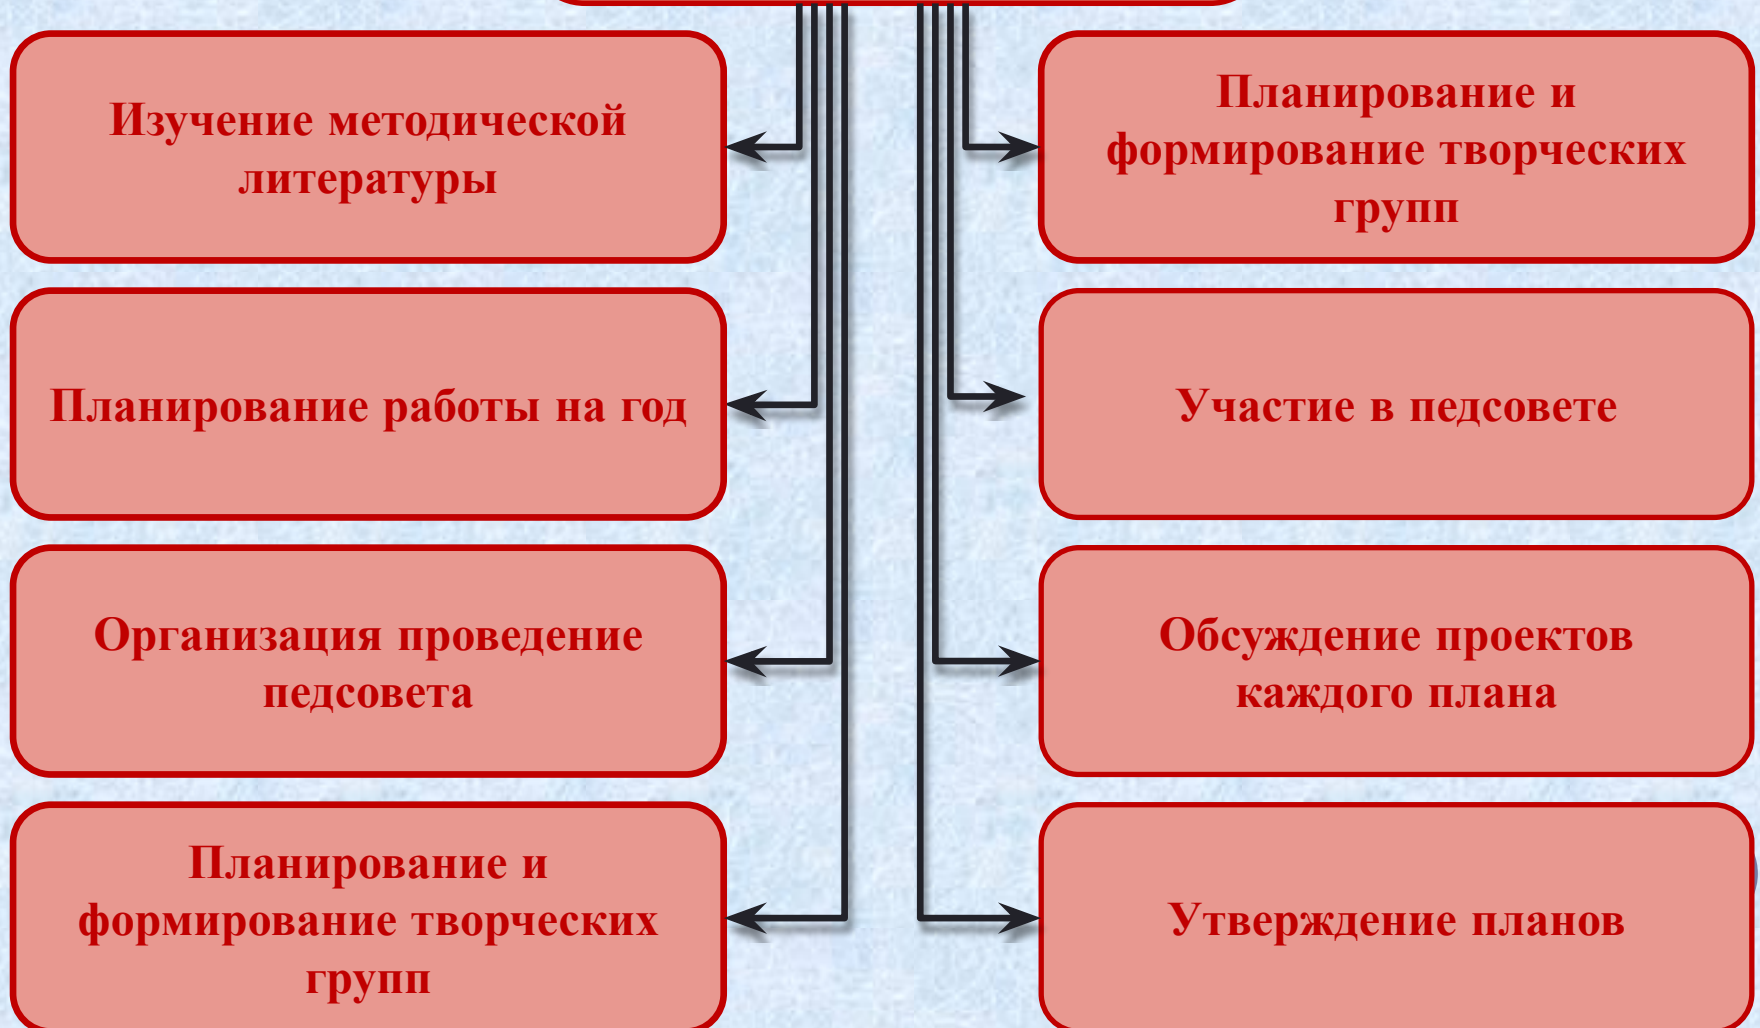 Изучение методической
литературы
Планирование работы на год
Организация проведение
педсовета
Планирование и
формирование творческих
групп
Планирование и
формирование творческих
групп
Участие в педсовете
Обсуждение проектов
каждого плана
Утверждение планов